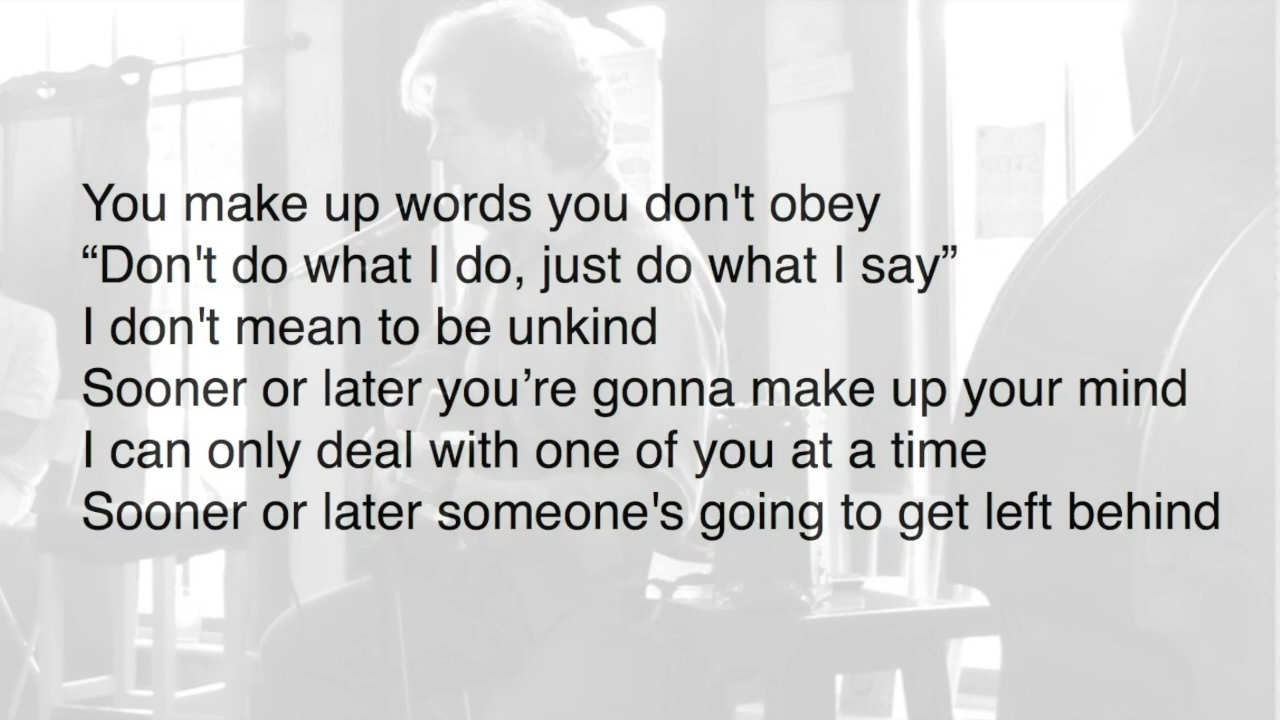 You make up words you don't obey
“Don't do what I do, just do what I say”
I don't mean to be unkind
Sooner or later you’re gonna make up your mind
I can only deal with one of you at a time
Sooner or later someone's going to get left behind